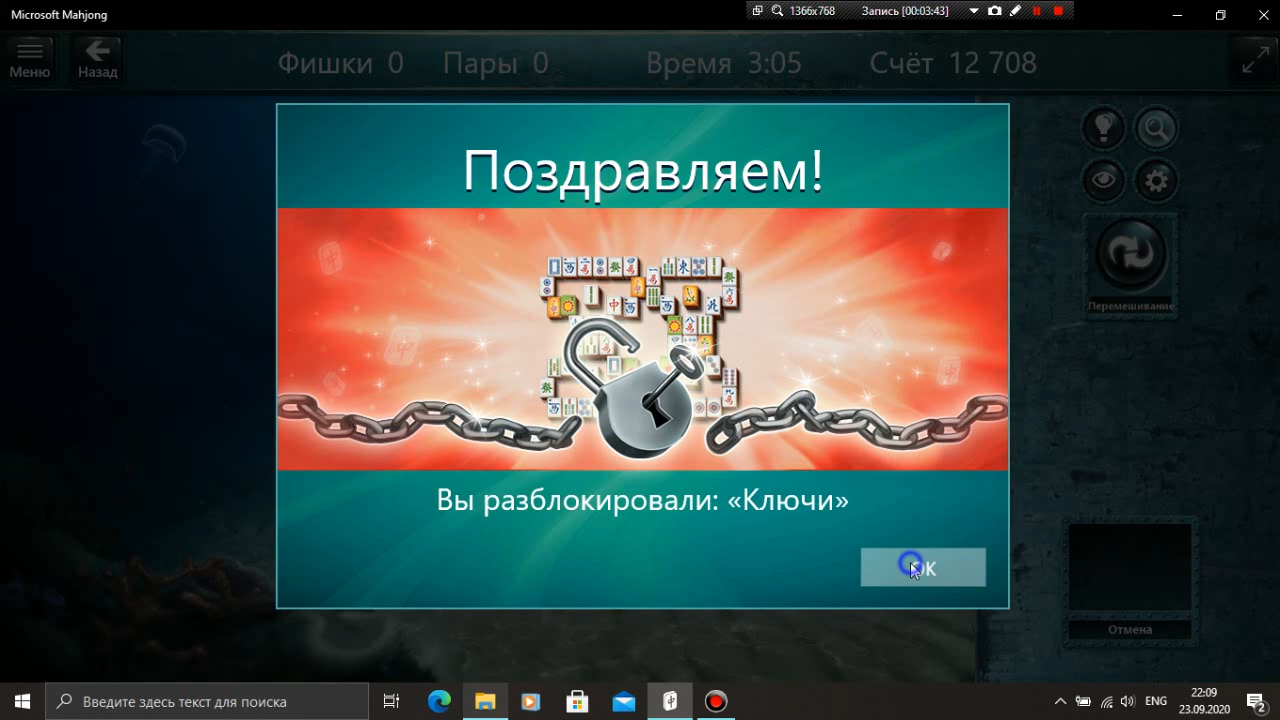 Microsoft Mahjong
1366x768
Запись [00:03:43]
Меню
Назад
Фишки 0
Пары 0
Время 3:05
Счёт 12 708
Поздравляем!
Перемешивание
Вы разблокировали: «Ключи»
OK
Отмена
Введите здесь текст для поиска
ENG
22:09
23.09.2020
2